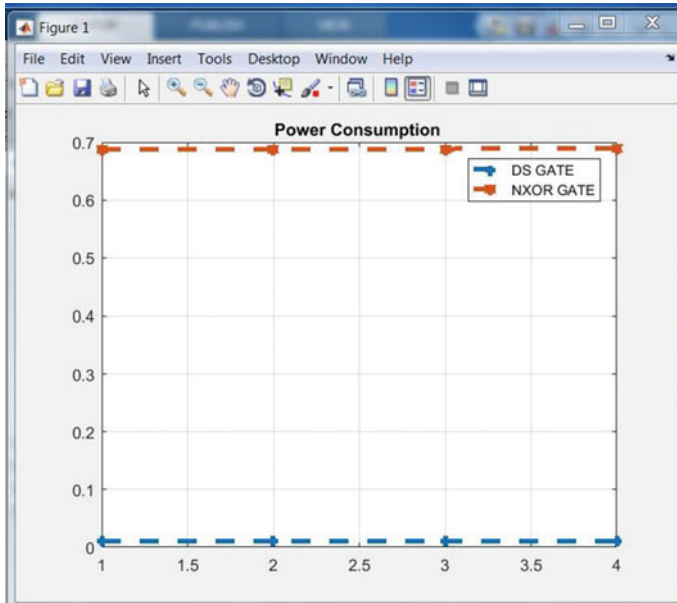 Figure 1
File Edit View Insert Tools Desktop Window Help
Power Consumption
DS GATE
NXOR GATE
0.7
0.6
0.5
0.4
0.3
0.2
0.1
0
1 1.5 2 2.5 3 3.5 4